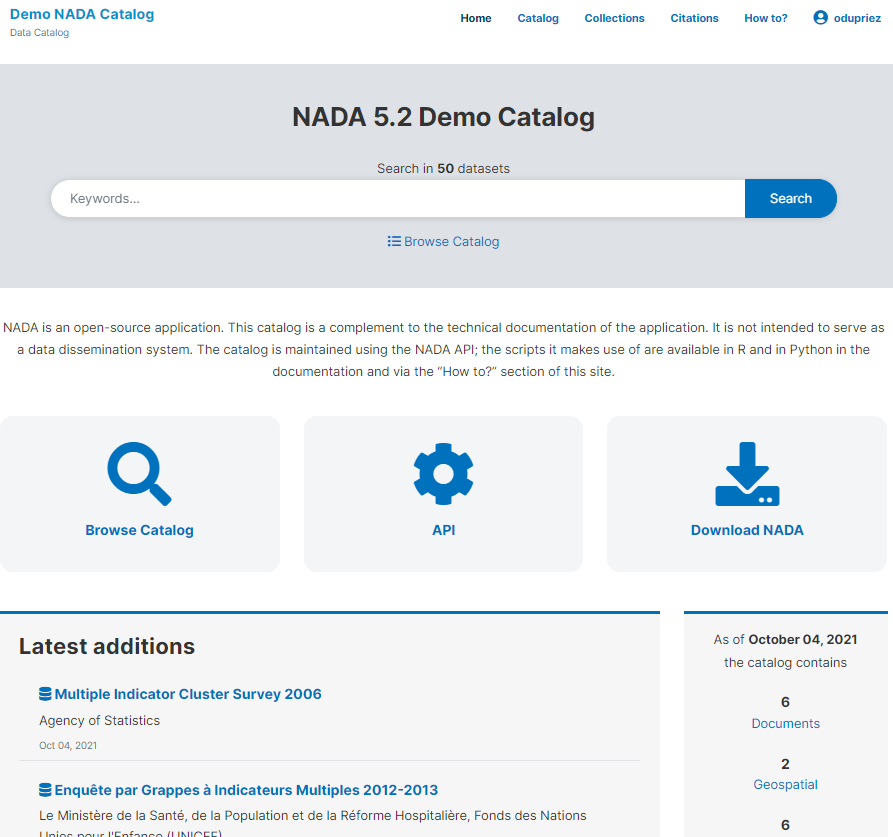 Demo NADA Catalog
Data Catalog
Home Catalog Collections Citations How to? odupriez
NADA 5.2 Demo Catalog
Search in 50 datasets
Keywords...
Search
Browse Catalog
NADA is an open-source application. This catalog is a complement to the technical documentation of the application. It is not intended to serve as
a data dissemination system. The catalog is maintained using the NADA API; the scripts it makes use of are available in R and in Python in the
documentation and via the “How to?” section of this site.
Browse Catalog
API
Download NADA
Latest additions
Multiple Indicator Cluster Survey 2006
Agency of Statistics
Oct 04, 2021
Enquête par Grappes à Indicateurs Multiples 2012-2013
Le Ministère de la Santé, de la Population et de la Réforme Hospitalière, Fonds des Nations
Unies pour l'Enfance (UNICEF)
As of October 04, 2021
the catalog contains
6
Documents
2
Geospatial
6